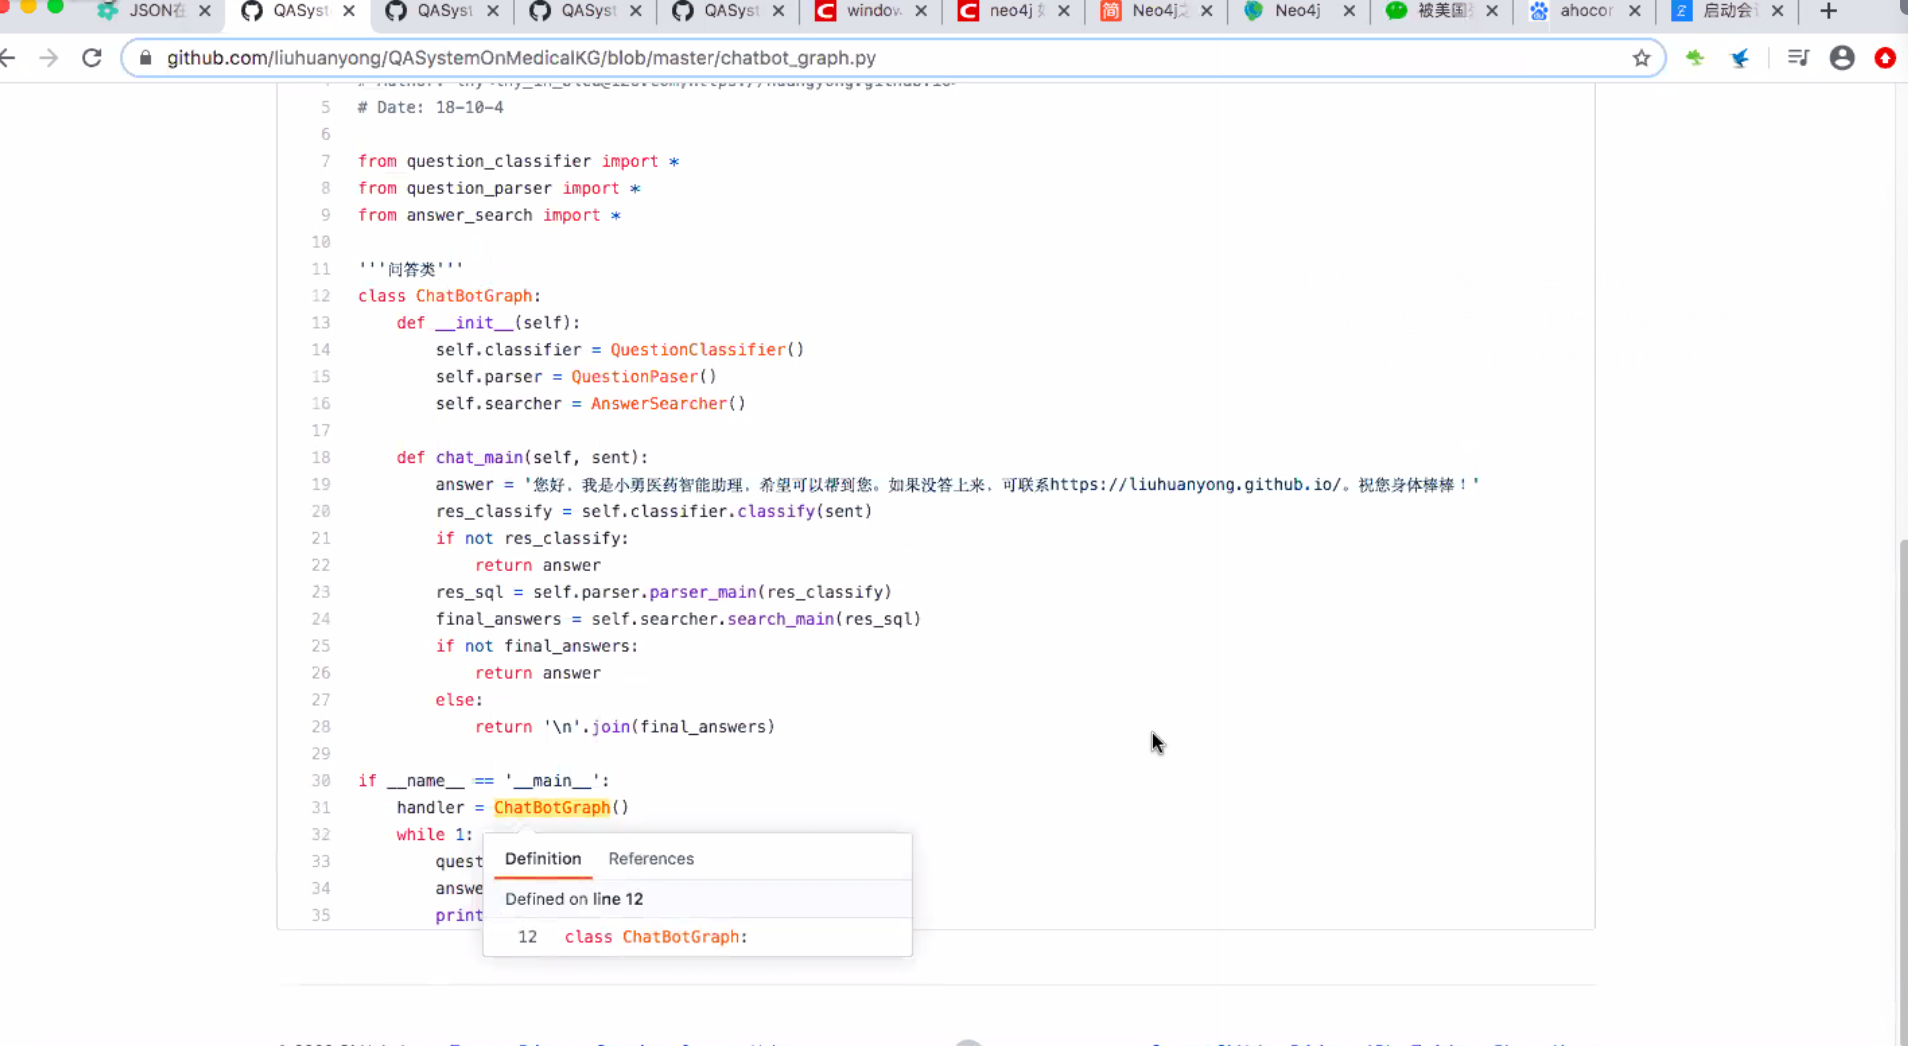 JSON在
QASyst
QASyst
QASyst
QASyst
window
neo4j
Neo4j之
Neo4j
被美国
ahocor
启动会
github.com/liuhuanyong/QASystemOnMedicalKG/blob/master/chatbot_graph.py
5 # Date: 18-10-4
6
7 from question_classifier import *
8 from question_parser import *
9 from answer_search import *
10
11 '''问答类'''
12 class ChatBotGraph:
13 def __init__(self):
14 self.classifier = QuestionClassifier()
15 self.parser = QuestionPaser()
16 self.searcher = AnswerSearcher()
17
18 def chat_main(self, sent):
19 answer = '您好，我是小勇医药智能助理，希望可以帮到您。如果没答上来，可联系https://liuhuanyong.github.io/。祝您身体棒棒！'
20 res_classify = self.classifier.classify(sent)
21 if not res_classify:
22 return answer
23 res_sql = self.parser.parser_main(res_classify)
24 final_answers = self.searcher.search_main(res_sql)
25 if not final_answers:
26 return answer
27 else:
28 return '\n'.join(final_answers)
29
30 if __name__ == '__main__':
31 handler = ChatBotGraph()
32 while 1:
33 quest
34 answe
35 print
Definition References
Defined on line 12
12 class ChatBotGraph: